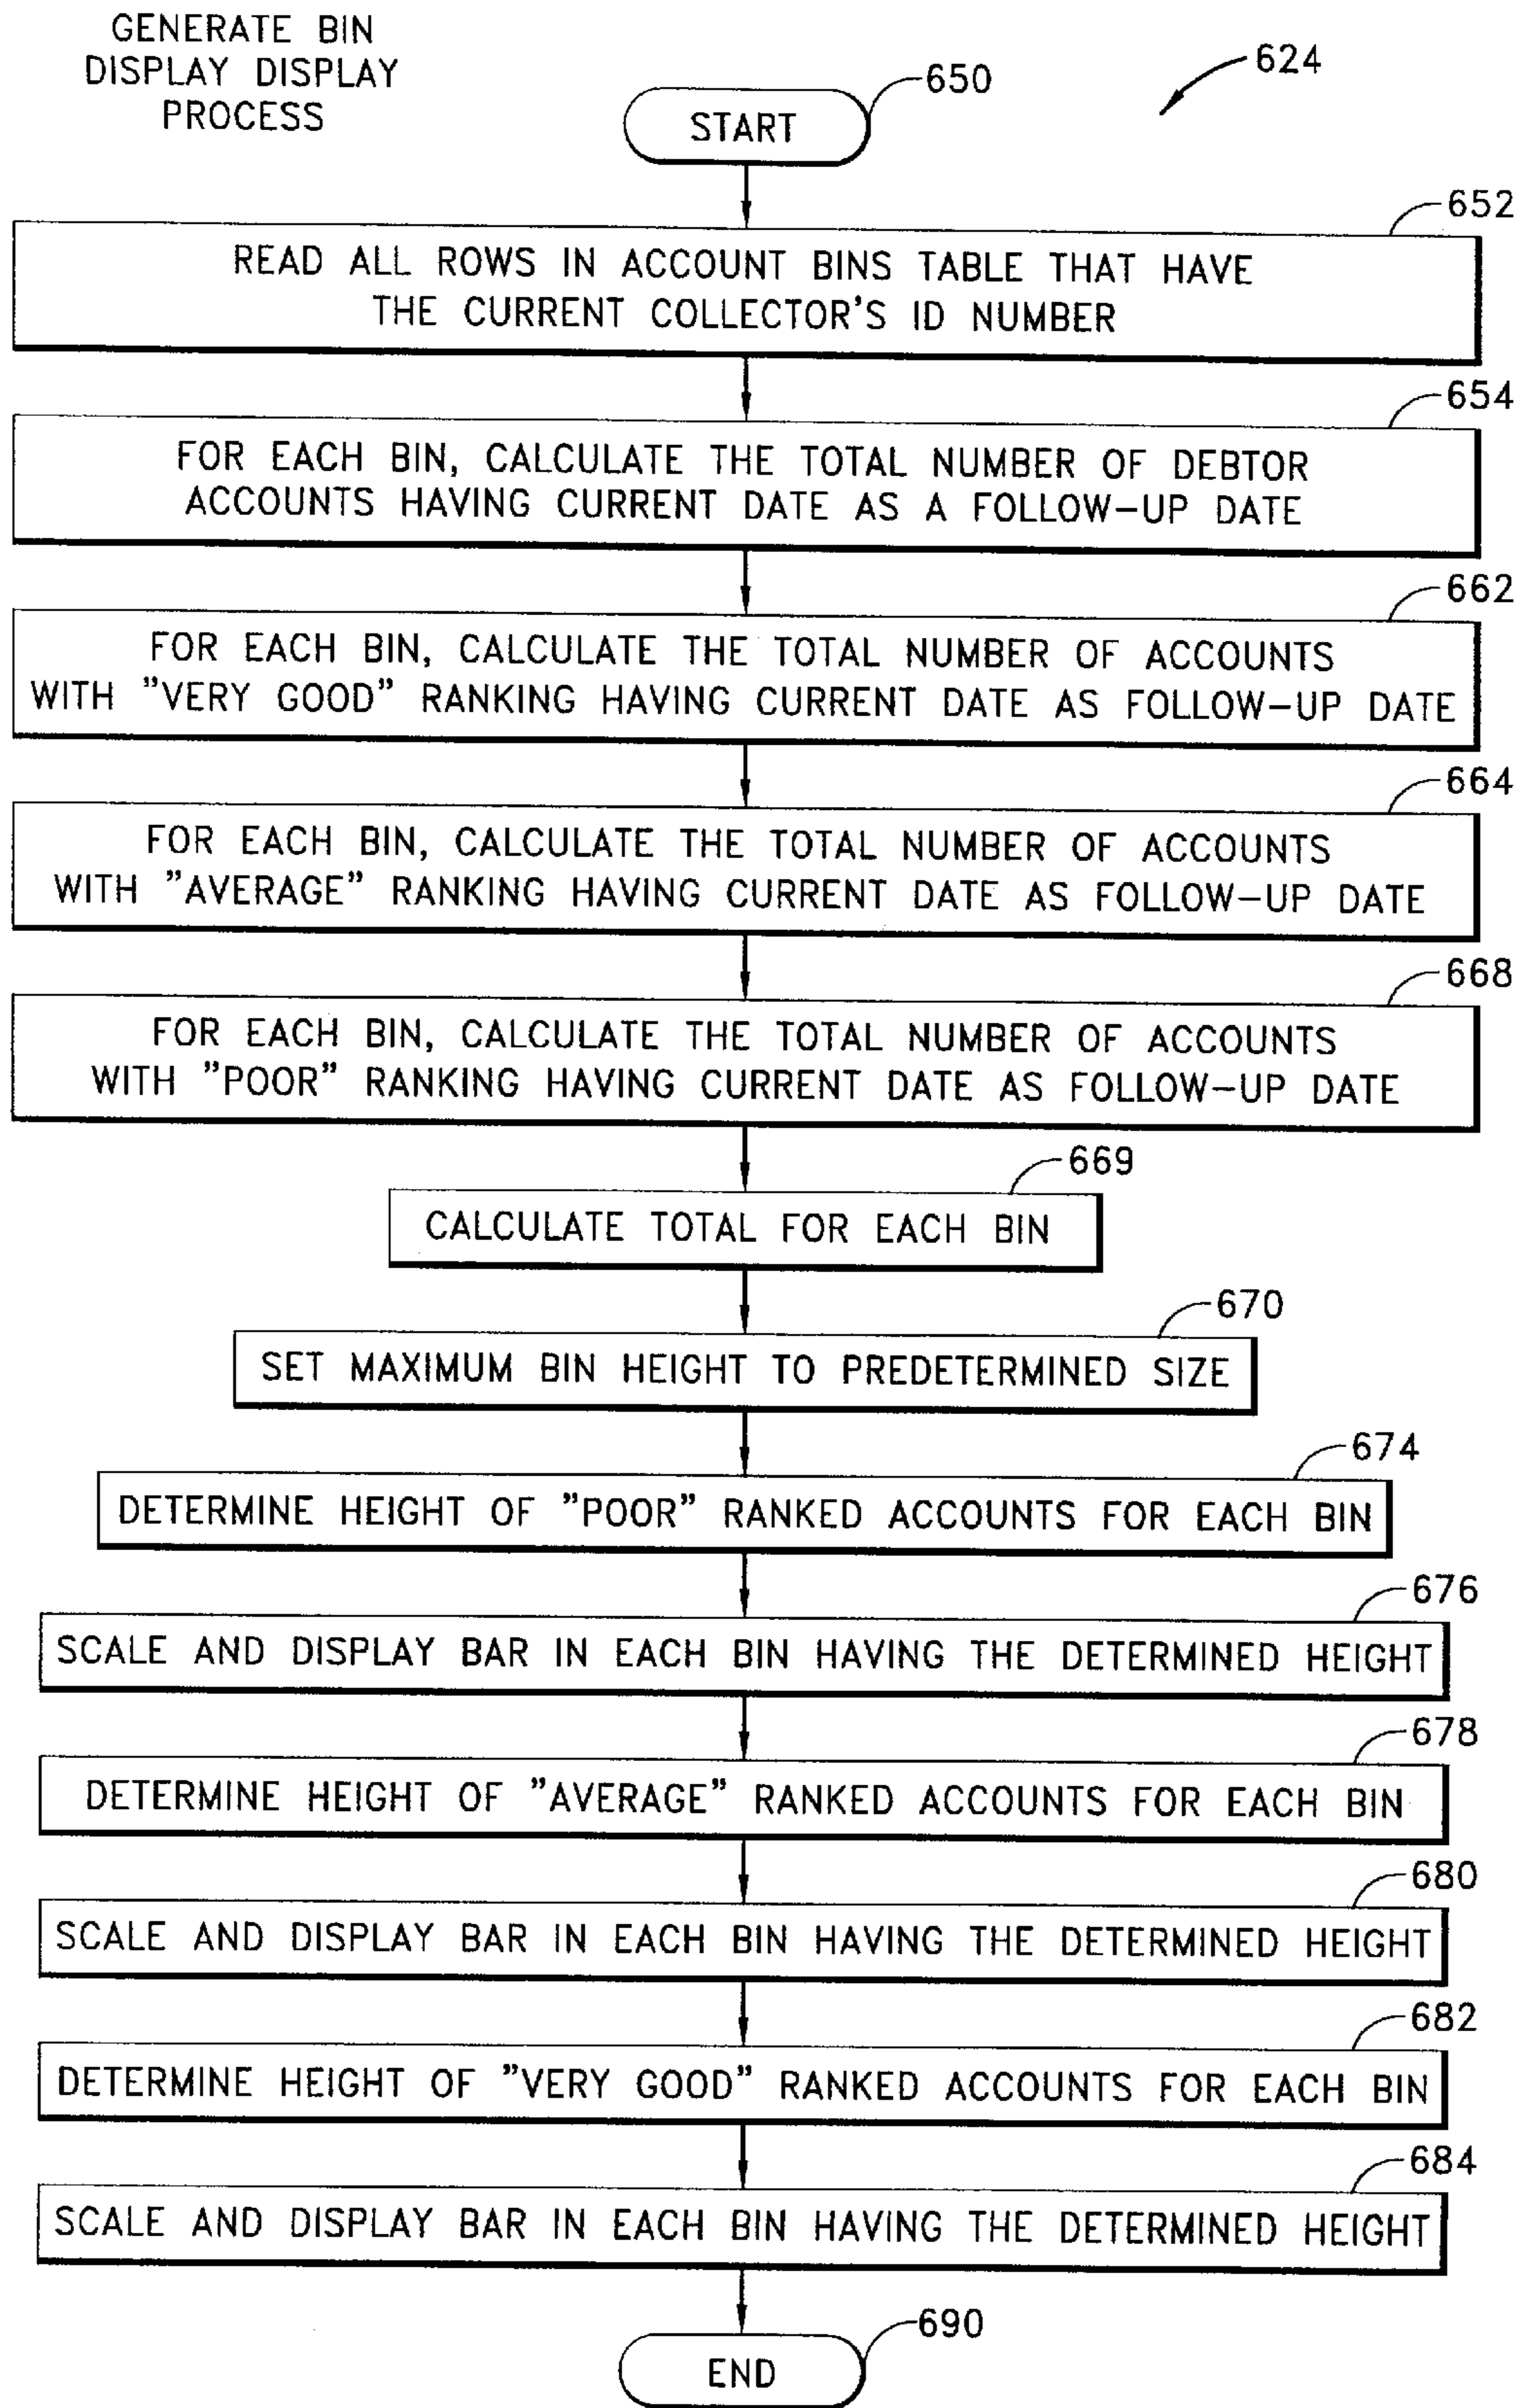 GENERATE BIN
DISPLAY DISPLAY
PROCESS
624
650
START
652
READ ALL ROWS IN ACCOUNT BINS TABLE THAT HAVE
THE CURRENT COLLECTOR'S ID NUMBER
654
FOR EACH BIN, CALCULATE THE TOTAL NUMBER OF DEBTOR
ACCOUNTS HAVING CURRENT DATE AS A FOLLOW-UP DATE
662
FOR EACH BIN, CALCULATE THE TOTAL NUMBER OF ACCOUNTS
WITH "VERY GOOD" RANKING HAVING CURRENT DATE AS FOLLOW-UP DATE
664
FOR EACH BIN, CALCULATE THE TOTAL NUMBER OF ACCOUNTS
WITH "AVERAGE" RANKING HAVING CURRENT DATE AS FOLLOW-UP DATE
668
FOR EACH BIN, CALCULATE THE TOTAL NUMBER OF ACCOUNTS
WITH "POOR" RANKING HAVING CURRENT DATE AS FOLLOW-UP DATE
669
CALCULATE TOTAL FOR EACH BIN
670
SET MAXIMUM BIN HEIGHT TO PREDETERMINED SIZE
674
DETERMINE HEIGHT OF "POOR" RANKED ACCOUNTS FOR EACH BIN
676
SCALE AND DISPLAY BAR IN EACH BIN HAVING THE DETERMINED HEIGHT
678
DETERMINE HEIGHT OF "AVERAGE" RANKED ACCOUNTS FOR EACH BIN
680
SCALE AND DISPLAY BAR IN EACH BIN HAVING THE DETERMINED HEIGHT
682
DETERMINE HEIGHT OF "VERY GOOD" RANKED ACCOUNTS FOR EACH BIN
684
SCALE AND DISPLAY BAR IN EACH BIN HAVING THE DETERMINED HEIGHT
690
END